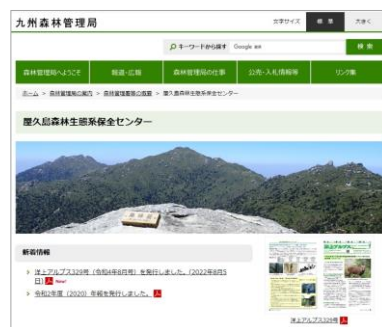 九州森林管理局
文字サイズ 標準 大きく
キーワードから探す Google 検索 検索
森林管理局へようこそ 報道・広報 森林管理局の仕事 公売・入札情報等 リンク集
ホーム > 森林管理局の案内 > 森林管理署等の概要 > 屋久島森林生態系保全センター
屋久島森林生態系保全センター
新着情報
洋上アルプス329号(令和4年8月号)を発行しました。(2022年8月5
日) New!
令和2年度(2020)年報を発行しました。
洋上アルプス329号